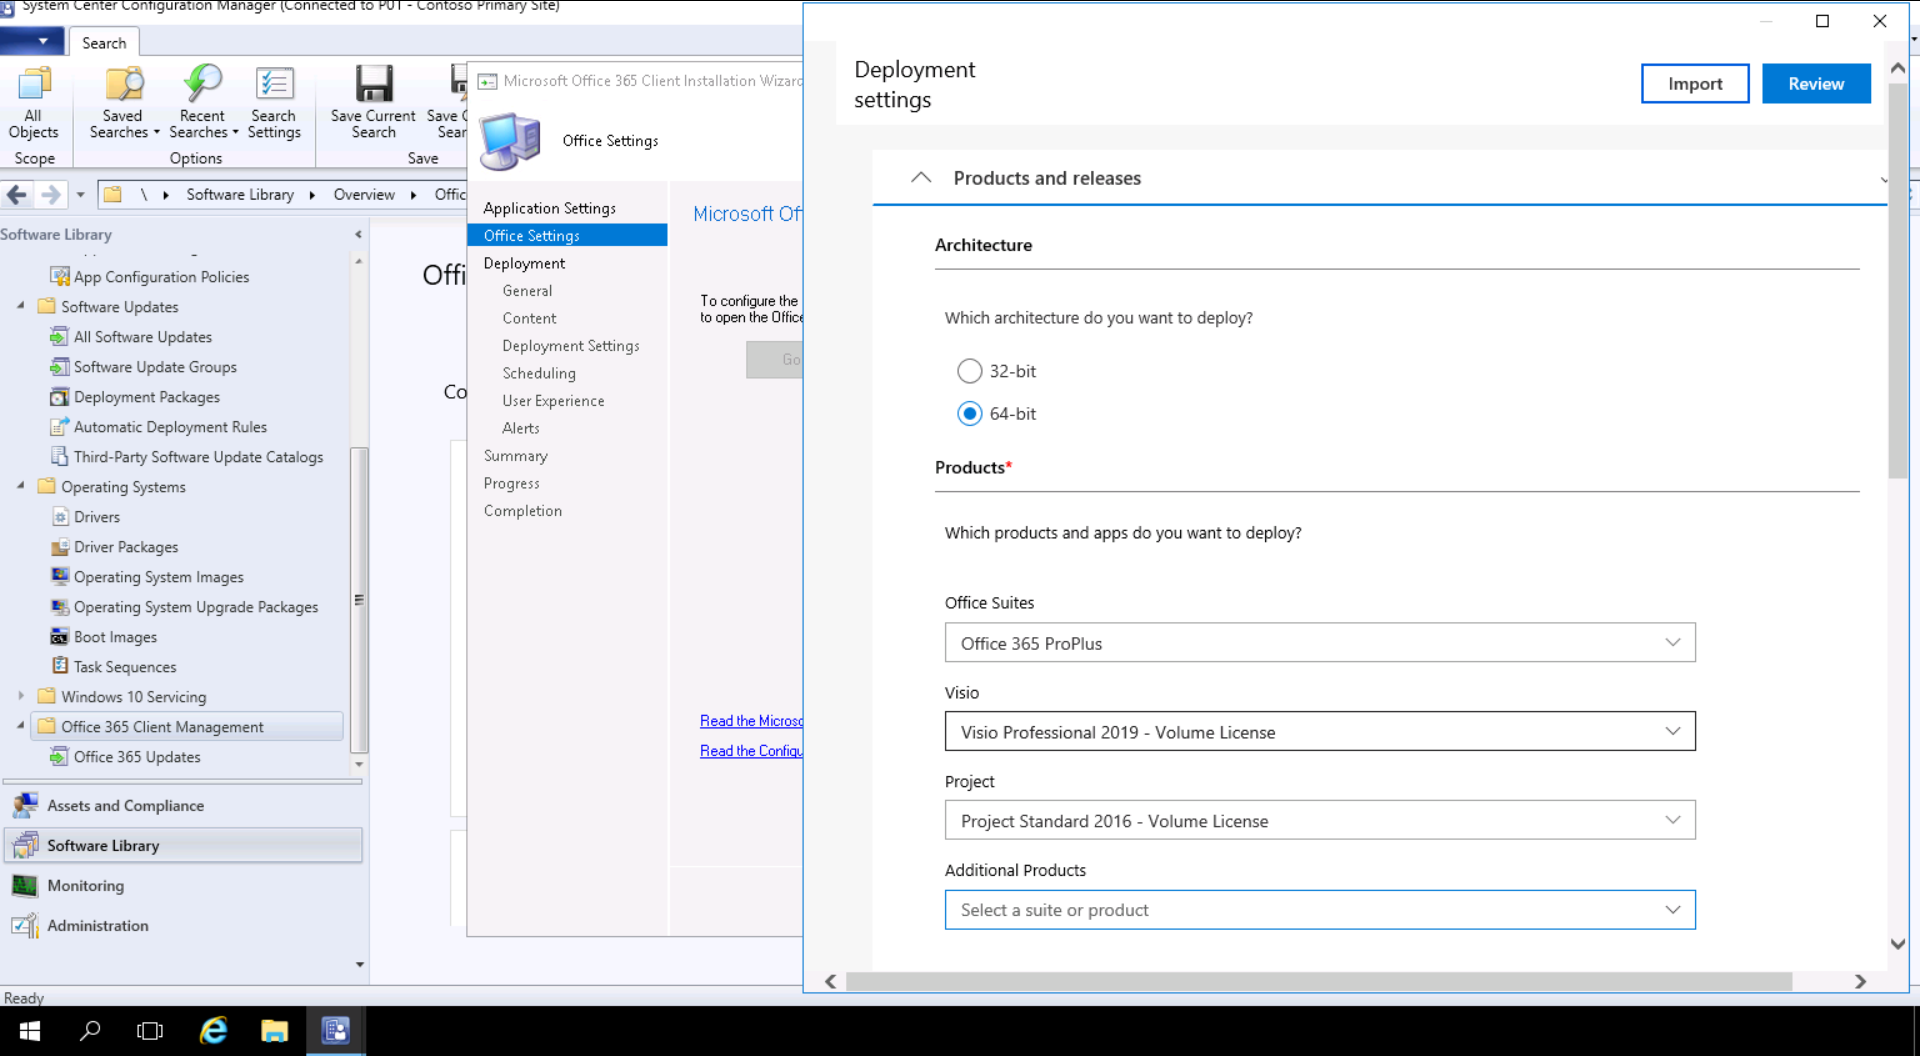 System Center Configuration Manager (Connected to P01 - Contoso Primary Site)
Search
All Objects
Saved Searches
Recent Searches
Search Settings
Save Current Search
Save C
Sear
Scope
Options
Save
\ Software Library Overview Offic
Software Library
App Configuration Policies
Software Updates
All Software Updates
Software Update Groups
Deployment Packages
Automatic Deployment Rules
Third-Party Software Update Catalogs
Operating Systems
Drivers
Driver Packages
Operating System Images
Operating System Upgrade Packages
Boot Images
Task Sequences
Windows 10 Servicing
Office 365 Client Management
Office 365 Updates
Assets and Compliance
Software Library
Monitoring
Administration
Ready
Offi
Co
Microsoft Office 365 Client Installation Wizard
Office Settings
Application Settings
Office Settings
Deployment
General
Content
Deployment Settings
Scheduling
User Experience
Alerts
Summary
Progress
Completion
Microsoft Off
To configure the
to open the Office
Go
Read the Microso
Read the Configu
Deployment settings
Import
Review
Products and releases
Architecture
Which architecture do you want to deploy?
32-bit
64-bit
Products*
Which products and apps do you want to deploy?
Office Suites
Office 365 ProPlus
Visio
Visio Professional 2019 - Volume License
Project
Project Standard 2016 - Volume License
Additional Products
Select a suite or product